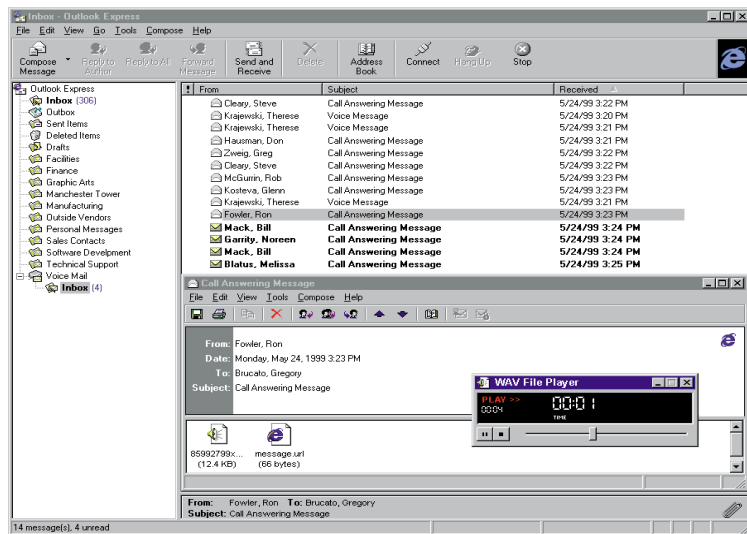 Inbox - Outlook Express
File Edit View Go Tools Compose Help
Compose Message
Reply to Author
Reply to All
Forward Message
Send and Receive
Delete
Address Book
Connect
Hang Up
Stop
Outlook Express
Inbox (306)
Outbox
Sent Items
Deleted Items
Drafts
Facilities
Finance
Graphic Arts
Manchester Tower
Manufacturing
Outside Vendors
Personal Messages
Sales Contacts
Software Develpment
Technical Support
Voice Mail
Inbox (4)
! From Subject Received
Cleary, Steve Call Answering Message 5/24/99 3:22 PM
Krajewski, Therese Voice Message 5/24/99 3:20 PM
Krajewski, Therese Voice Message 5/24/99 3:21 PM
Hausman, Don Call Answering Message 5/24/99 3:21 PM
Zweig, Greg Call Answering Message 5/24/99 3:22 PM
Cleary, Steve Call Answering Message 5/24/99 3:22 PM
McGurrin, Rob Call Answering Message 5/24/99 3:23 PM
Kosteva, Glenn Call Answering Message 5/24/99 3:23 PM
Krajewski, Therese Voice Message 5/24/99 3:21 PM
Fowler, Ron Call Answering Message 5/24/99 3:23 PM
Mack, Bill Call Answering Message 5/24/99 3:24 PM
Garrity, Noreen Call Answering Message 5/24/99 3:24 PM
Mack, Bill Call Answering Message 5/24/99 3:24 PM
Blatus, Melissa Call Answering Message 5/24/99 3:25 PM
Call Answering Message
File Edit View Tools Compose Help
From: Fowler, Ron
Date: Monday, May 24, 1999 3:23 PM
To: Brucato, Gregory
Subject: Call Answering Message
WAV File Player
PLAY >>
00:04
00:01
TIME
85992799x... (12.4 KB)
message.url (66 bytes)
From: Fowler, Ron To: Brucato, Gregory
Subject: Call Answering Message
14 message(s), 4 unread